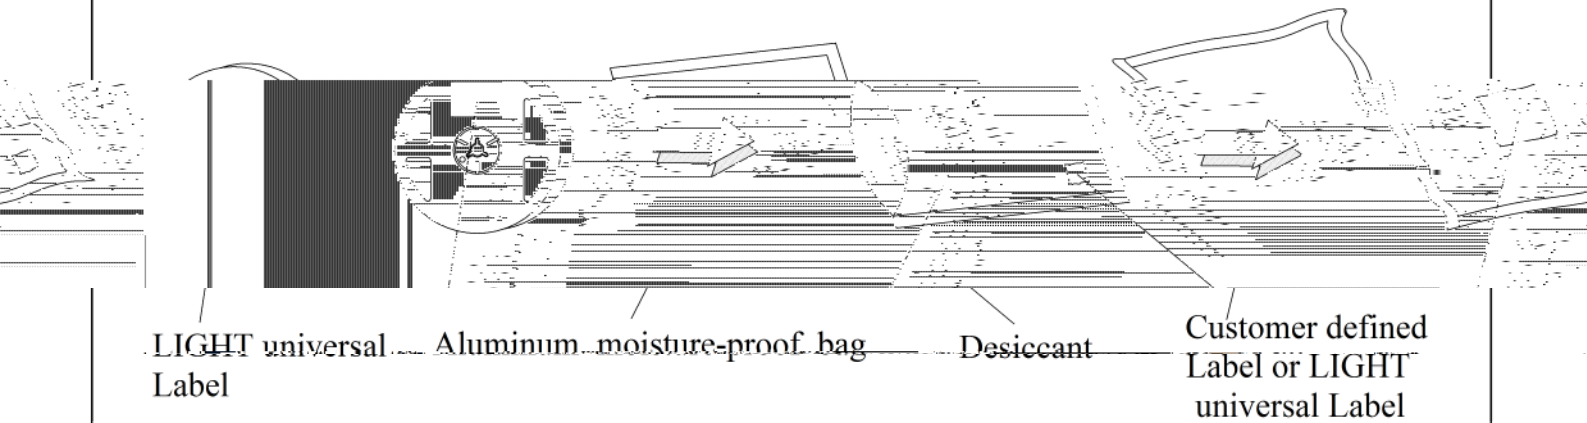 LIGHT universal
Label
Aluminum moisture-proof bag
Desiccant
Customer defined
Label or LIGHT
universal Label